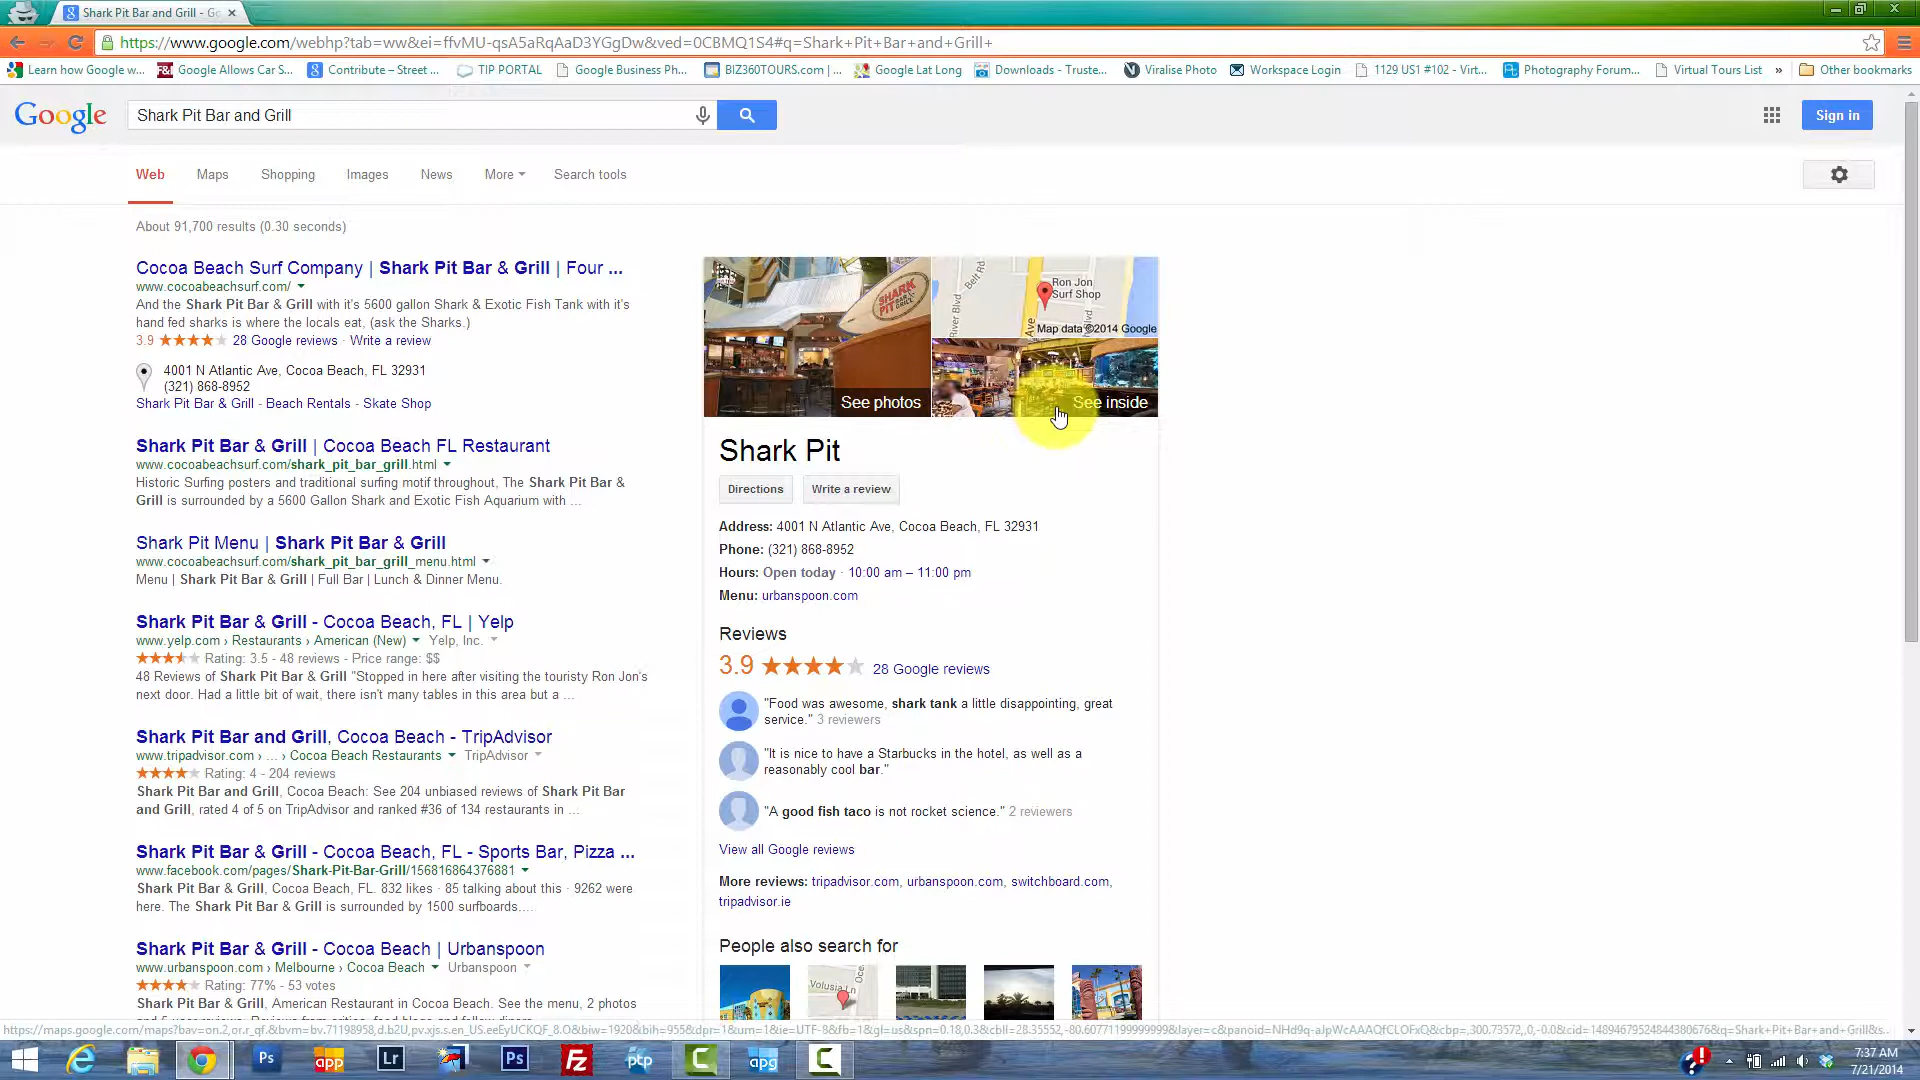 Shark Pit Bar and Grill - Go
https://www.google.com/webhp?tab=ww&ei=ffvMU-qsA5aRqAaD3YGgDw&ved=0CBMQ1S4#q=Shark+Pit+Bar+and+Grill+
Learn how Google w... Google Allows Car S... Contribute – Street ... TIP PORTAL Google Business Ph... BIZ360TOURS.com | ... Google Lat Long Downloads - Truste... Viralise Photo Workspace Login 1129 US1 #102 - Virt... Photography Forum... Virtual Tours List » Other bookmarks
Google Shark Pit Bar and Grill Sign in
Web Maps Shopping Images News More Search tools
About 91,700 results (0.30 seconds)
Cocoa Beach Surf Company | Shark Pit Bar & Grill | Four ...
www.cocoabeachsurf.com/
And the Shark Pit Bar & Grill with it's 5600 gallon Shark & Exotic Fish Tank with it's
hand fed sharks is where the locals eat, (ask the Sharks.)
3.9 28 Google reviews · Write a review
4001 N Atlantic Ave, Cocoa Beach, FL 32931
(321) 868-8952
Shark Pit Bar & Grill - Beach Rentals - Skate Shop
Shark Pit Bar & Grill | Cocoa Beach FL Restaurant
www.cocoabeachsurf.com/shark_pit_bar_grill.html
Historic Surfing posters and traditional surfing motif throughout, The Shark Pit Bar &
Grill is surrounded by a 5600 Gallon Shark and Exotic Fish Aquarium with ...
Shark Pit Menu | Shark Pit Bar & Grill
www.cocoabeachsurf.com/shark_pit_bar_grill_menu.html
Menu | Shark Pit Bar & Grill | Full Bar | Lunch & Dinner Menu.
Shark Pit Bar & Grill - Cocoa Beach, FL | Yelp
www.yelp.com › Restaurants › American (New) Yelp, Inc.
Rating: 3.5 - 48 reviews - Price range: $$
48 Reviews of Shark Pit Bar & Grill "Stopped in here after visiting the touristy Ron Jon's
next door. Had a little bit of wait, there isn't many tables in this area but a ...
Shark Pit Bar and Grill, Cocoa Beach - TripAdvisor
www.tripadvisor.com › ... › Cocoa Beach Restaurants TripAdvisor
Rating: 4 - 204 reviews
Shark Pit Bar and Grill, Cocoa Beach: See 204 unbiased reviews of Shark Pit Bar
and Grill, rated 4 of 5 on TripAdvisor and ranked #36 of 134 restaurants in ...
Shark Pit Bar & Grill - Cocoa Beach, FL - Sports Bar, Pizza ...
www.facebook.com/pages/Shark-Pit-Bar-Grill/156816864376881
Shark Pit Bar & Grill, Cocoa Beach, FL. 832 likes · 85 talking about this · 9262 were
here. The Shark Pit Bar & Grill is surrounded by 1500 surfboards....
Shark Pit Bar & Grill - Cocoa Beach | Urbanspoon
www.urbanspoon.com › Melbourne › Cocoa Beach Urbanspoon
Rating: 77% - 53 votes
Shark Pit Bar & Grill, American Restaurant in Cocoa Beach. See the menu, 2 photos
SHARK
PIT
BAR & GRILL
See photos
Belt Rd
River Blvd
Ave
Ron Jon
Surf Shop
Map data ©2014 Google
See inside
Shark Pit
Directions Write a review
Address: 4001 N Atlantic Ave, Cocoa Beach, FL 32931
Phone: (321) 868-8952
Hours: Open today · 10:00 am – 11:00 pm
Menu: urbanspoon.com
Reviews
3.9 28 Google reviews
"Food was awesome, shark tank a little disappointing, great
service." 3 reviewers
"It is nice to have a Starbucks in the hotel, as well as a
reasonably cool bar."
"A good fish taco is not rocket science." 2 reviewers
View all Google reviews
More reviews: tripadvisor.com, urbanspoon.com, switchboard.com,
tripadvisor.ie
People also search for
Volusia Ln
Oce
Ps app Lr Ps Fz ptp C apg C
7:37 AM
7/21/2014